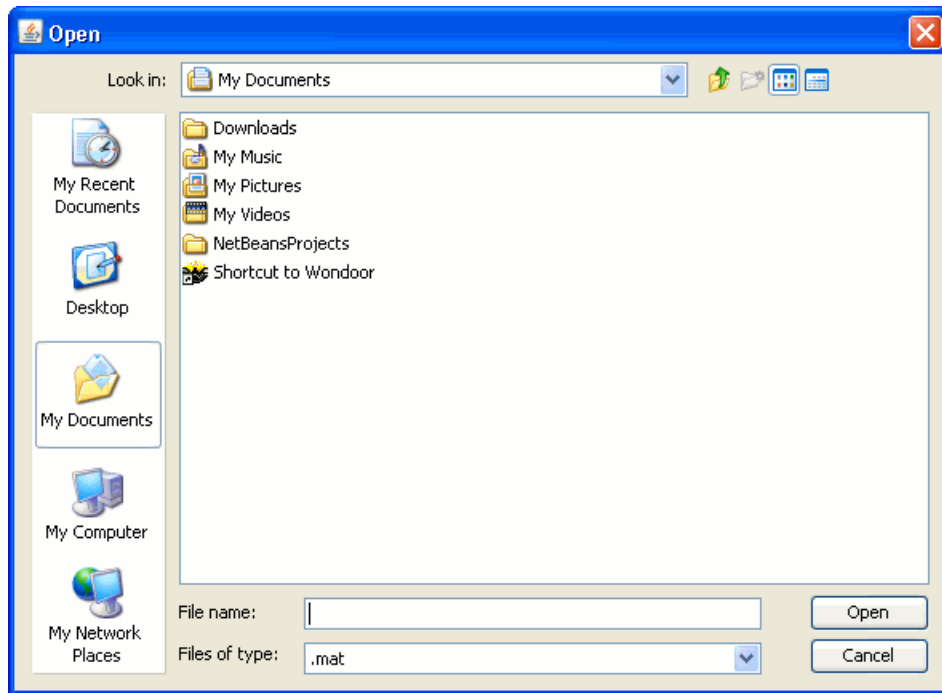 Open
Look in:
My Documents
My Recent
Documents
Desktop
My Documents
My Computer
My Network
Places
Downloads
My Music
My Pictures
My Videos
NetBeansProjects
Shortcut to Wondoor
File name:
Open
Files of type:
.mat
Cancel